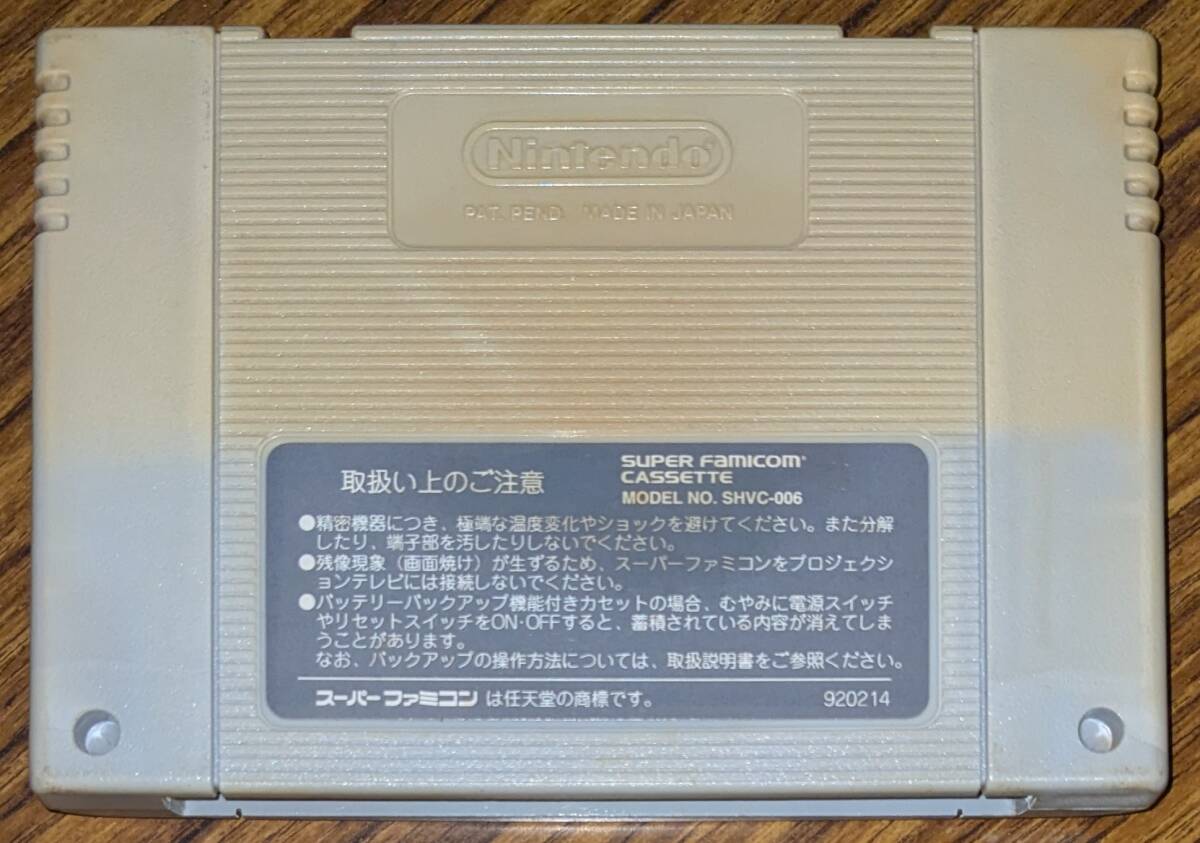 Nintendo®
PAT. PEND. MADE IN JAPAN
取扱い上のご注意
SUPER FAMICOM®
CASSETTE
MODEL NO. SHVC-006
●精密機器につき、極端な温度変化やショックを避けてください。また分解
したり、端子部を汚したりしないでください。
●残像現象（画面焼け）が生ずるため、スーパーファミコンをプロジェクシ
ョンテレビには接続しないでください。
●バッテリーバックアップ機能付きカセットの場合、むやみに電源スイッチ
やリセットスイッチをON·OFFすると、蓄積されている内容が消えてしま
うことがあります。
なお、バックアップの操作方法については、取扱説明書をご参照ください。
スーパーファミコン は任天堂の商標です。
920214